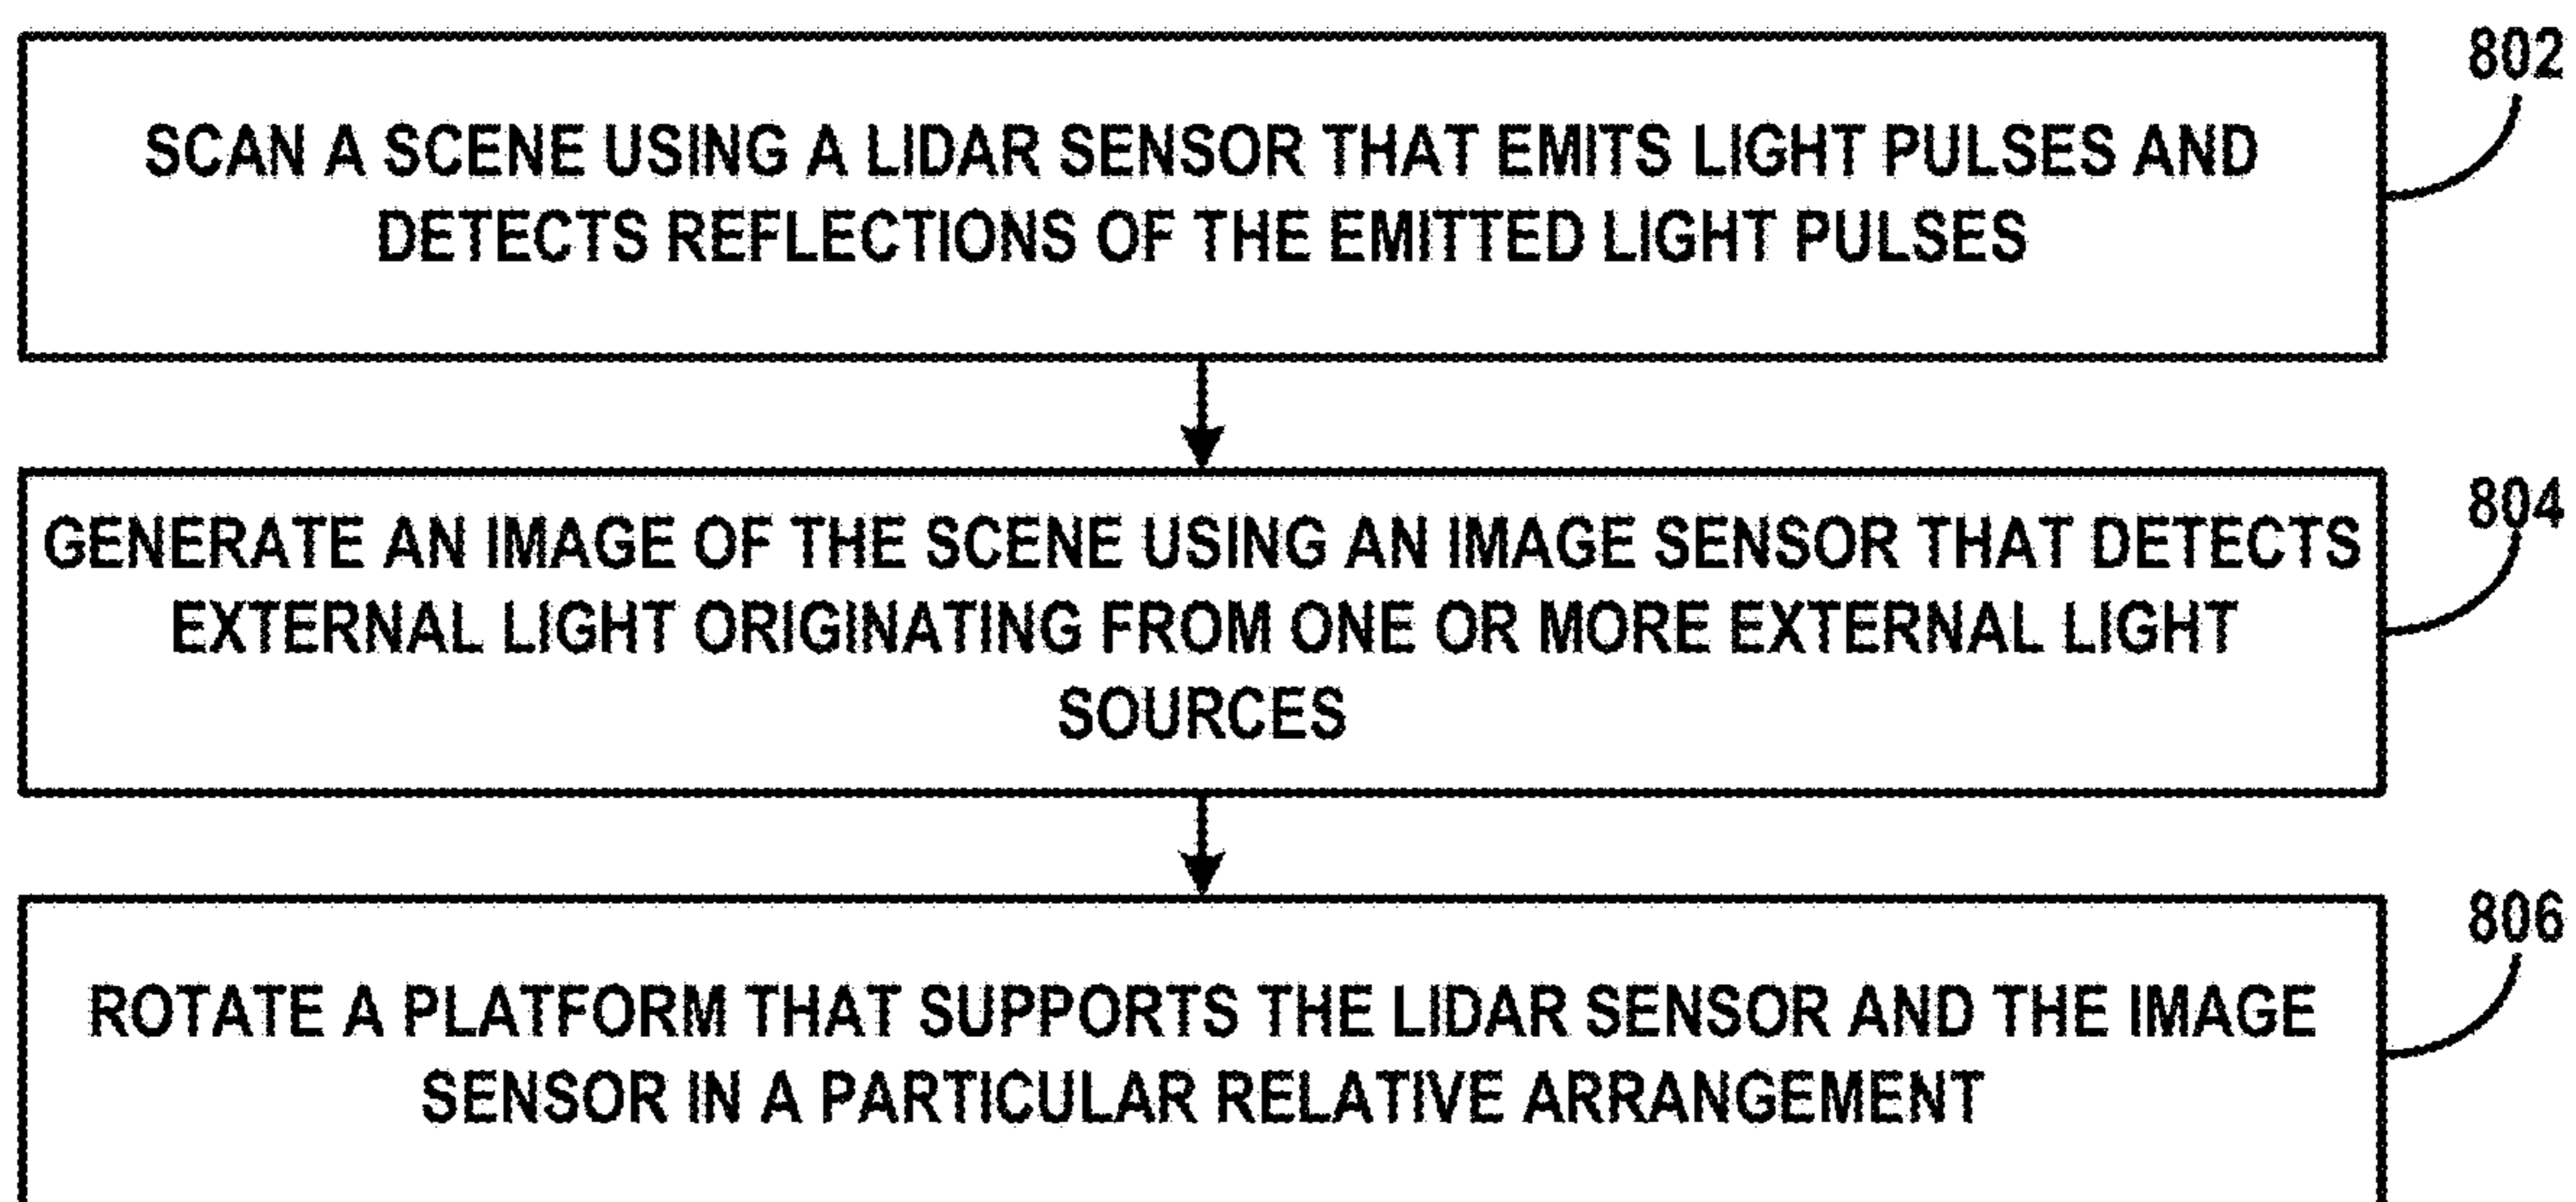 802
SCAN A SCENE USING A LIDAR SENSOR THAT EMITS LIGHT PULSES AND
DETECTS REFLECTIONS OF THE EMITTED LIGHT PULSES
804
GENERATE AN IMAGE OF THE SCENE USING AN IMAGE SENSOR THAT DETECTS
EXTERNAL LIGHT ORIGINATING FROM ONE OR MORE EXTERNAL LIGHT
SOURCES
806
ROTATE A PLATFORM THAT SUPPORTS THE LIDAR SENSOR AND THE IMAGE
SENSOR IN A PARTICULAR RELATIVE ARRANGEMENT